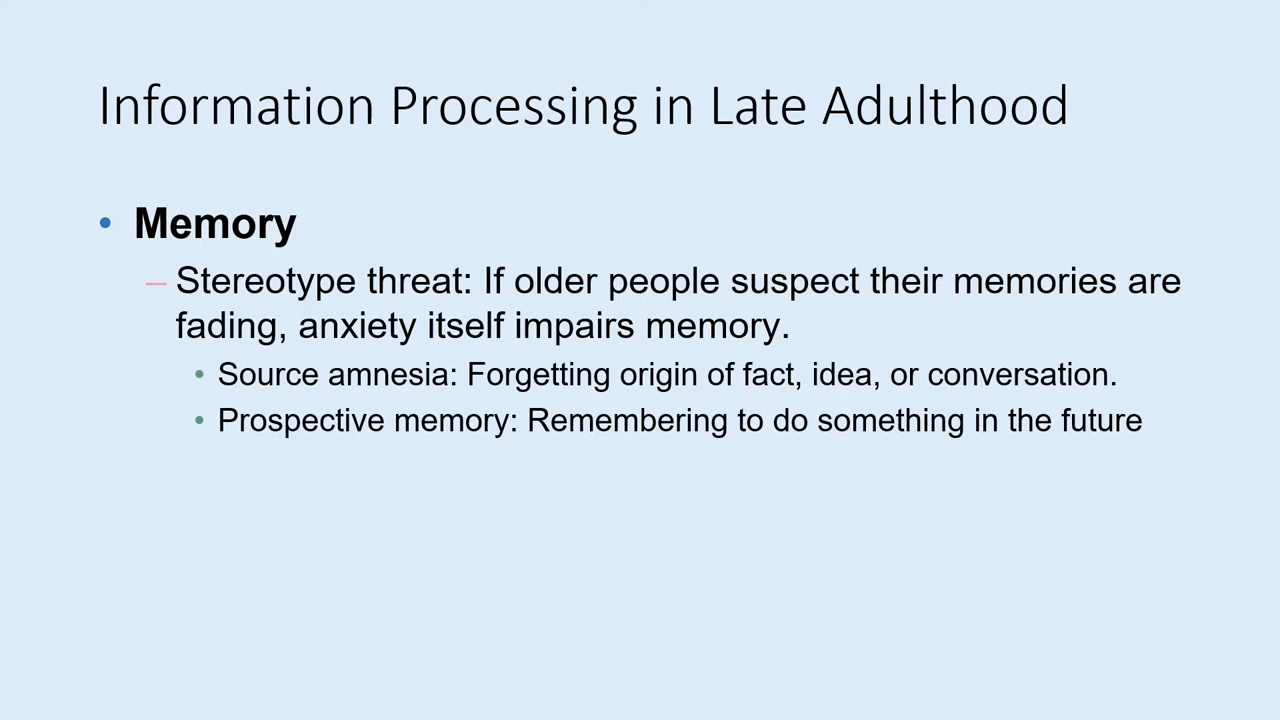 Information Processing in Late Adulthood
• Memory
– Stereotype threat: If older people suspect their memories are
fading, anxiety itself impairs memory.
• Source amnesia: Forgetting origin of fact, idea, or conversation.
• Prospective memory: Remembering to do something in the future